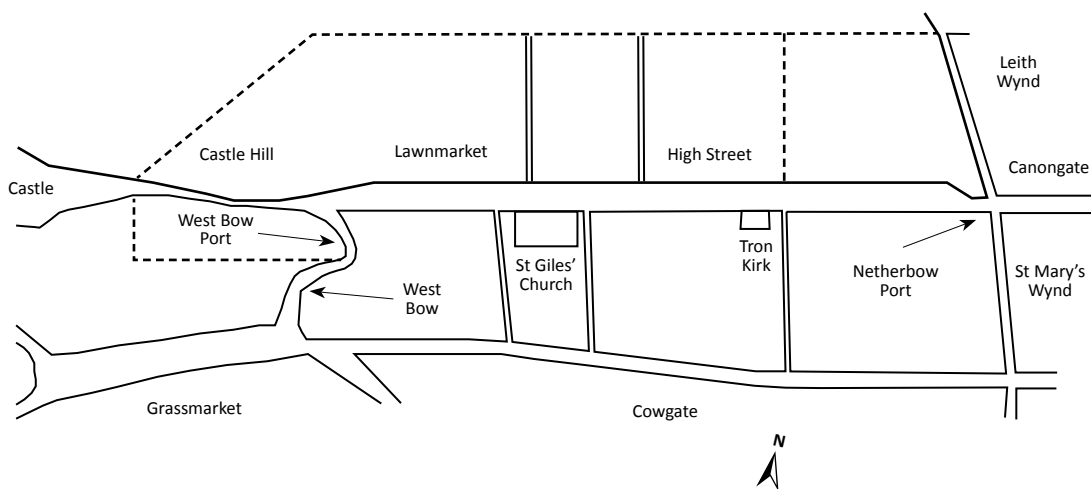 Leith
Wynd
Castle Hill
Lawnmarket
High Street
Canongate
Castle
West Bow
Port
St Giles'
Church
Tron
Kirk
Netherbow
Port
St Mary's
Wynd
West
Bow
Grassmarket
Cowgate
N